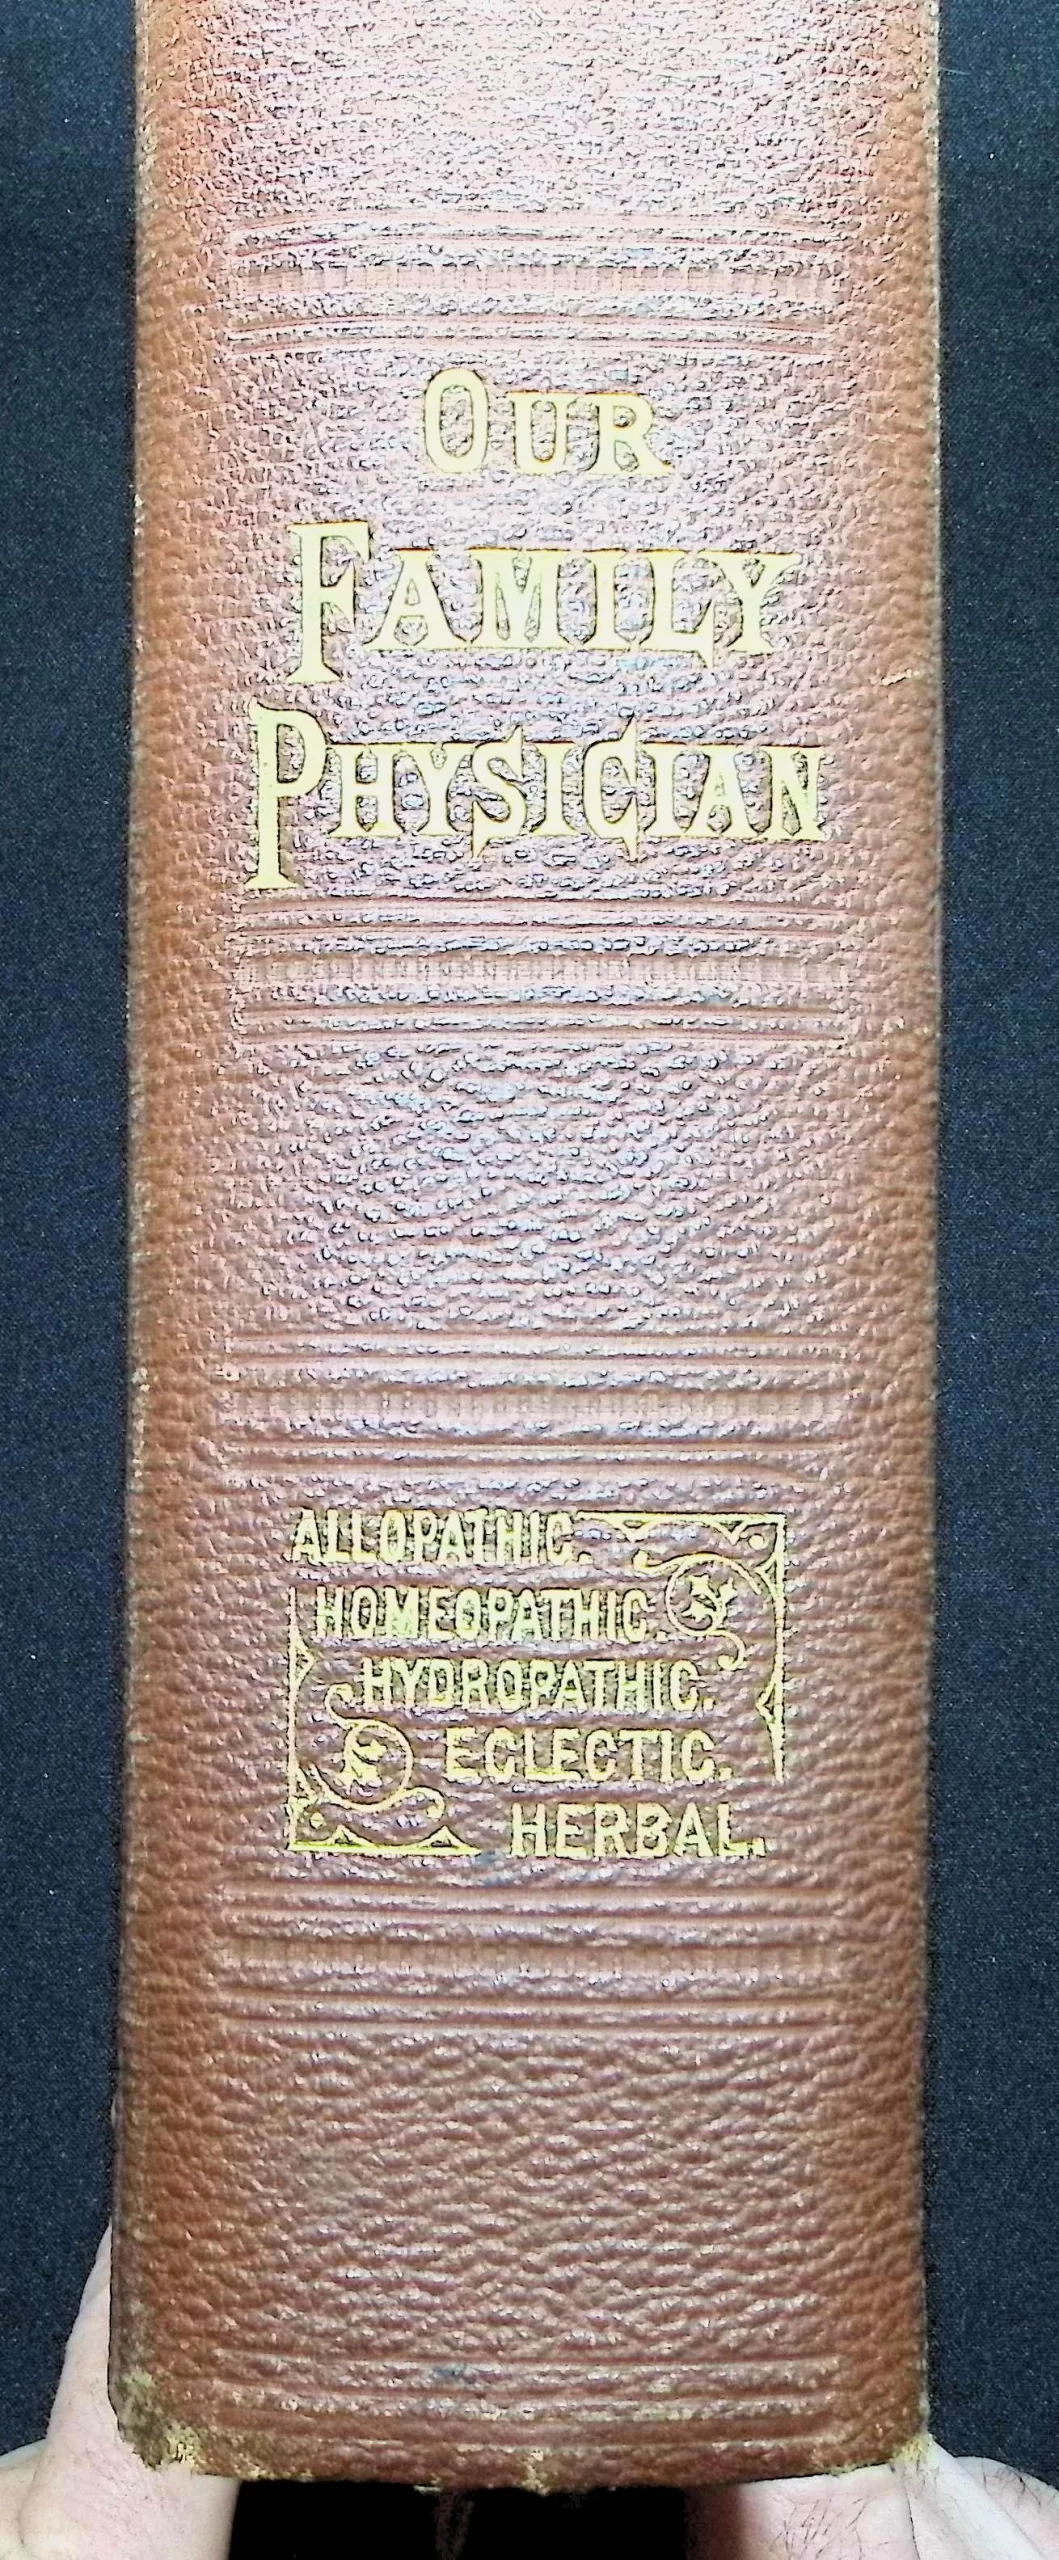 OUR
FAMILY
PHYSICIAN
ALLOPATHIC.
HOMEOPATHIC.
HYDROPATHIC.
ECLECTIC.
HERBAL.